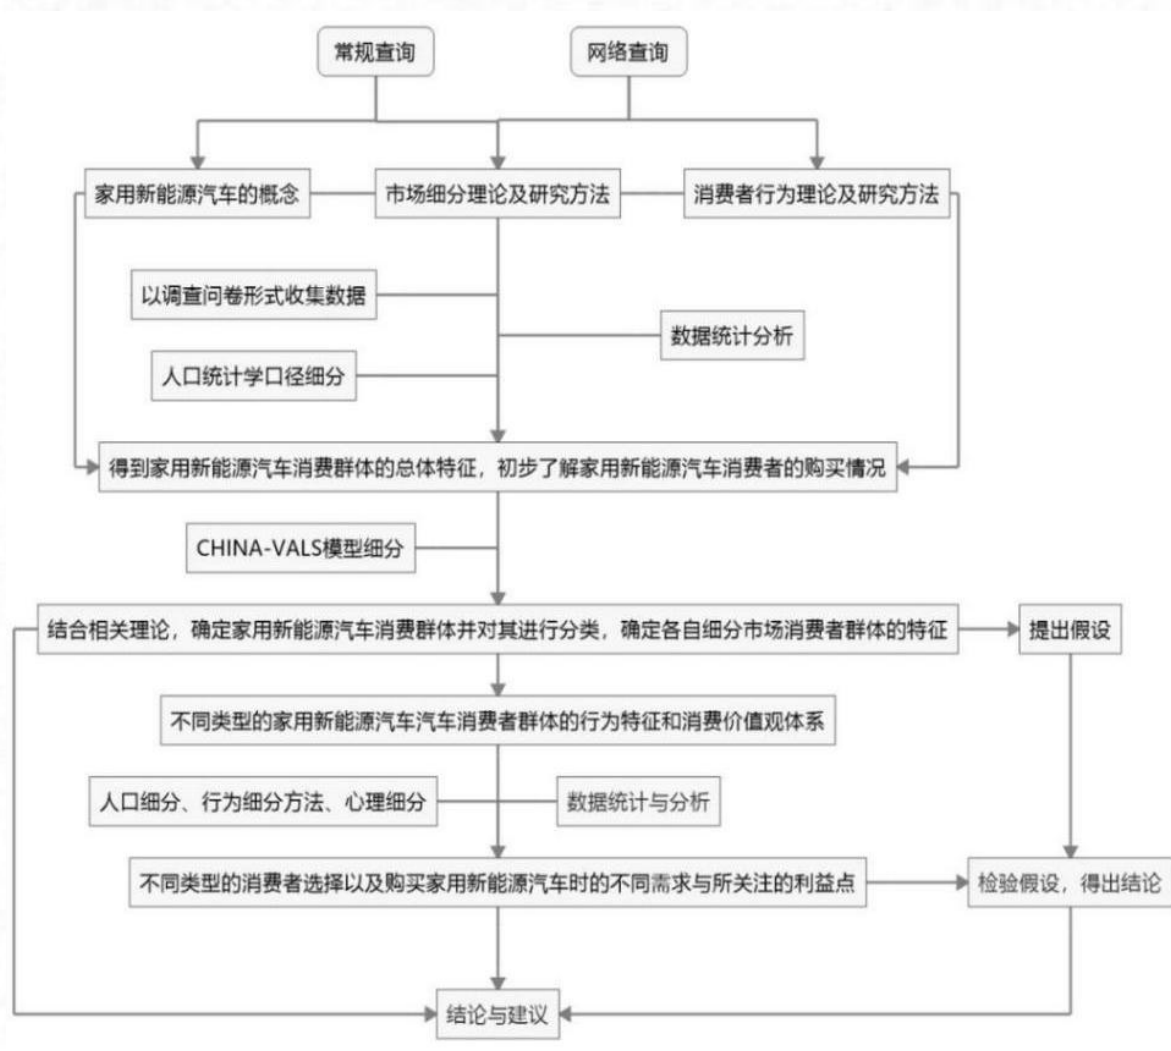 常规查询
网络查询
家用新能源汽车的概念
市场细分理论及研究方法
消费者行为理论及研究方法
以调查问卷形式收集数据
数据统计分析
人口统计学口径细分
得到家用新能源汽车消费群体的总体特征，初步了解家用新能源汽车消费者的购买情况
CHINA-VALS模型细分
结合相关理论，确定家用新能源汽车消费群体并对其进行分类，确定各自细分市场消费者群体的特征
提出假设
不同类型的家用新能源汽车汽车消费者群体的行为特征和消费价值观体系
人口细分、行为细分方法、心理细分
数据统计与分析
不同类型的消费者选择以及购买家用新能源汽车时的不同需求与所关注的利益点
检验假设，得出结论
结论与建议